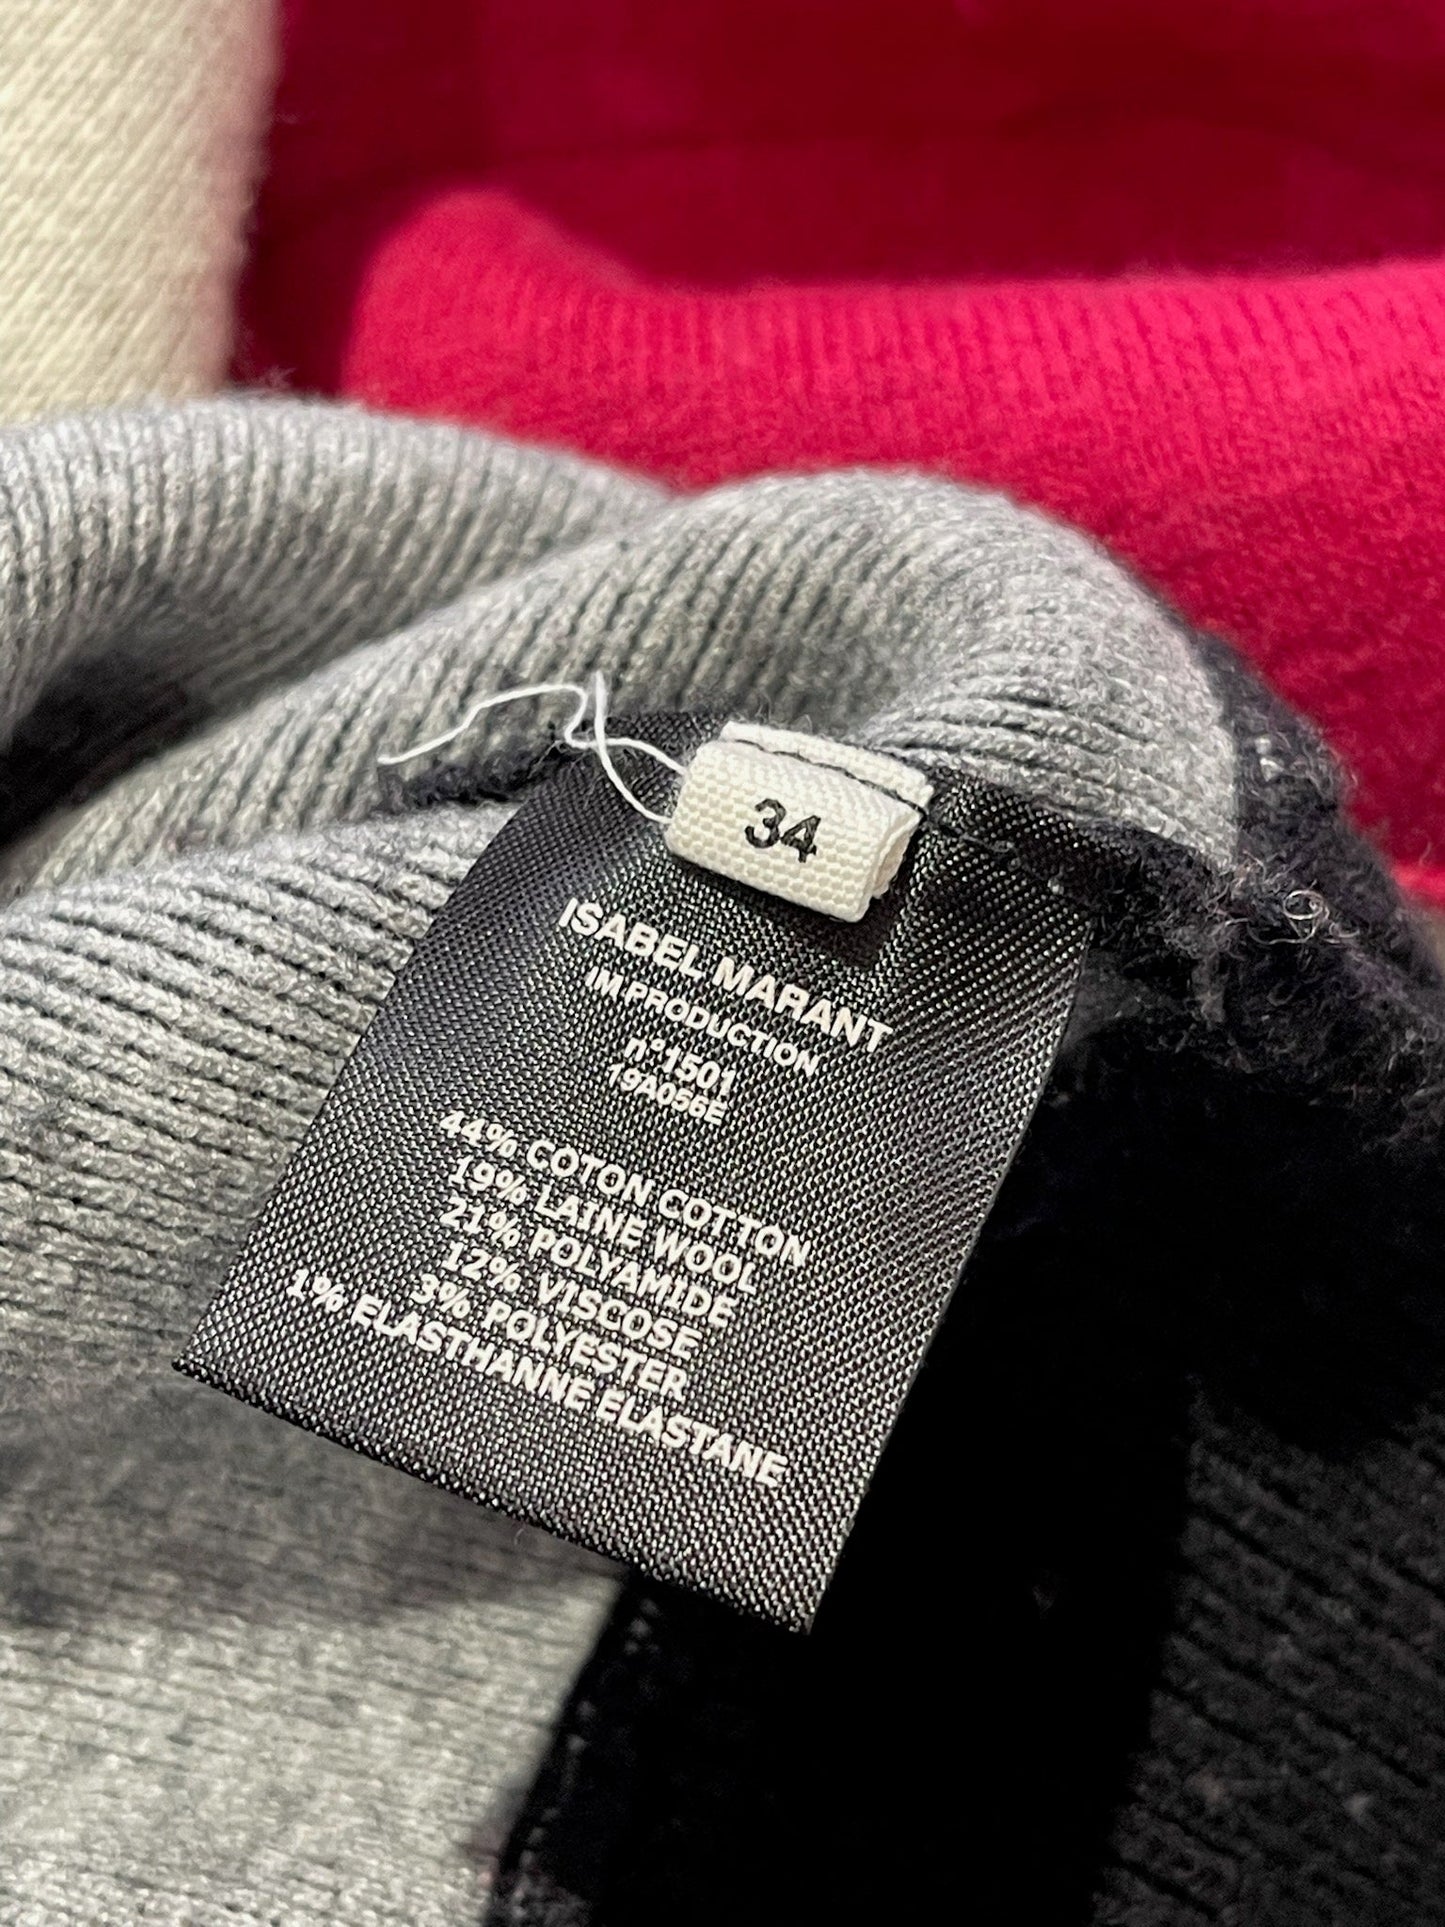 34
ISABEL MARANT
IM PRODUCTION
n°1501
19A056E
44% COTON COTTON
19% LAINE WOOL
21% POLYAMIDE
12% VISCOSE
3% POLYESTER
1% ELASTHANNE ELASTANE